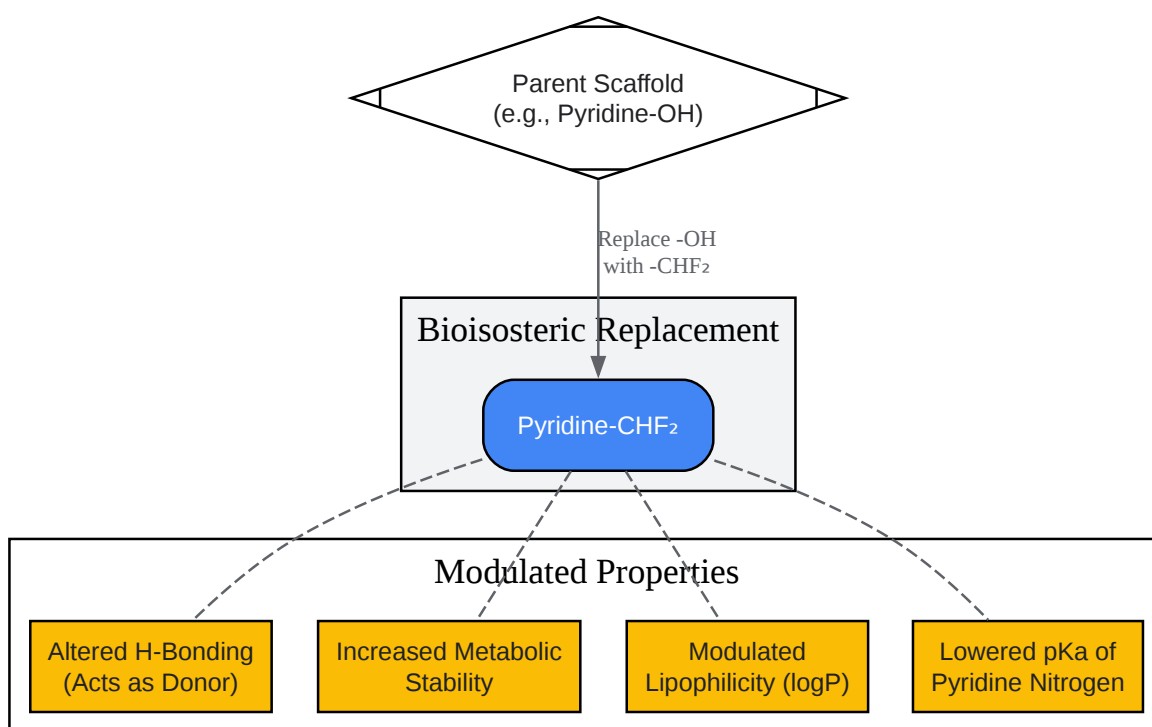 Parent Scaffold
(e.g., Pyridine-OH)
Replace -OH
with -CHF₂
Bioisosteric Replacement
Pyridine-CHF₂
Modulated Properties
Altered H-Bonding
(Acts as Donor)
Increased Metabolic
Stability
Modulated
Lipophilicity (logP)
Lowered pKa of
Pyridine Nitrogen